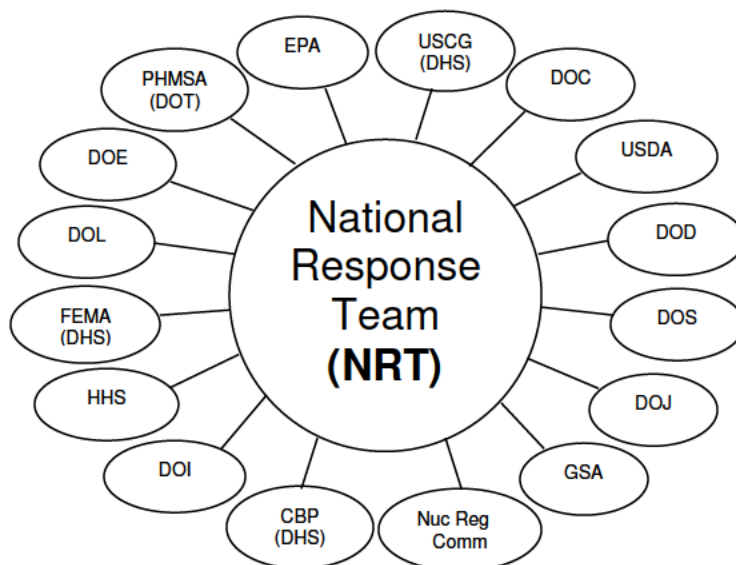 EPA
USCG
(DHS)
DOC
USDA
DOD
DOS
DOJ
GSA
Nuc Reg
Comm
CBP
(DHS)
DOI
HHS
FEMA
(DHS)
DOL
DOE
PHMSA
(DOT)
National
Response
Team
(NRT)